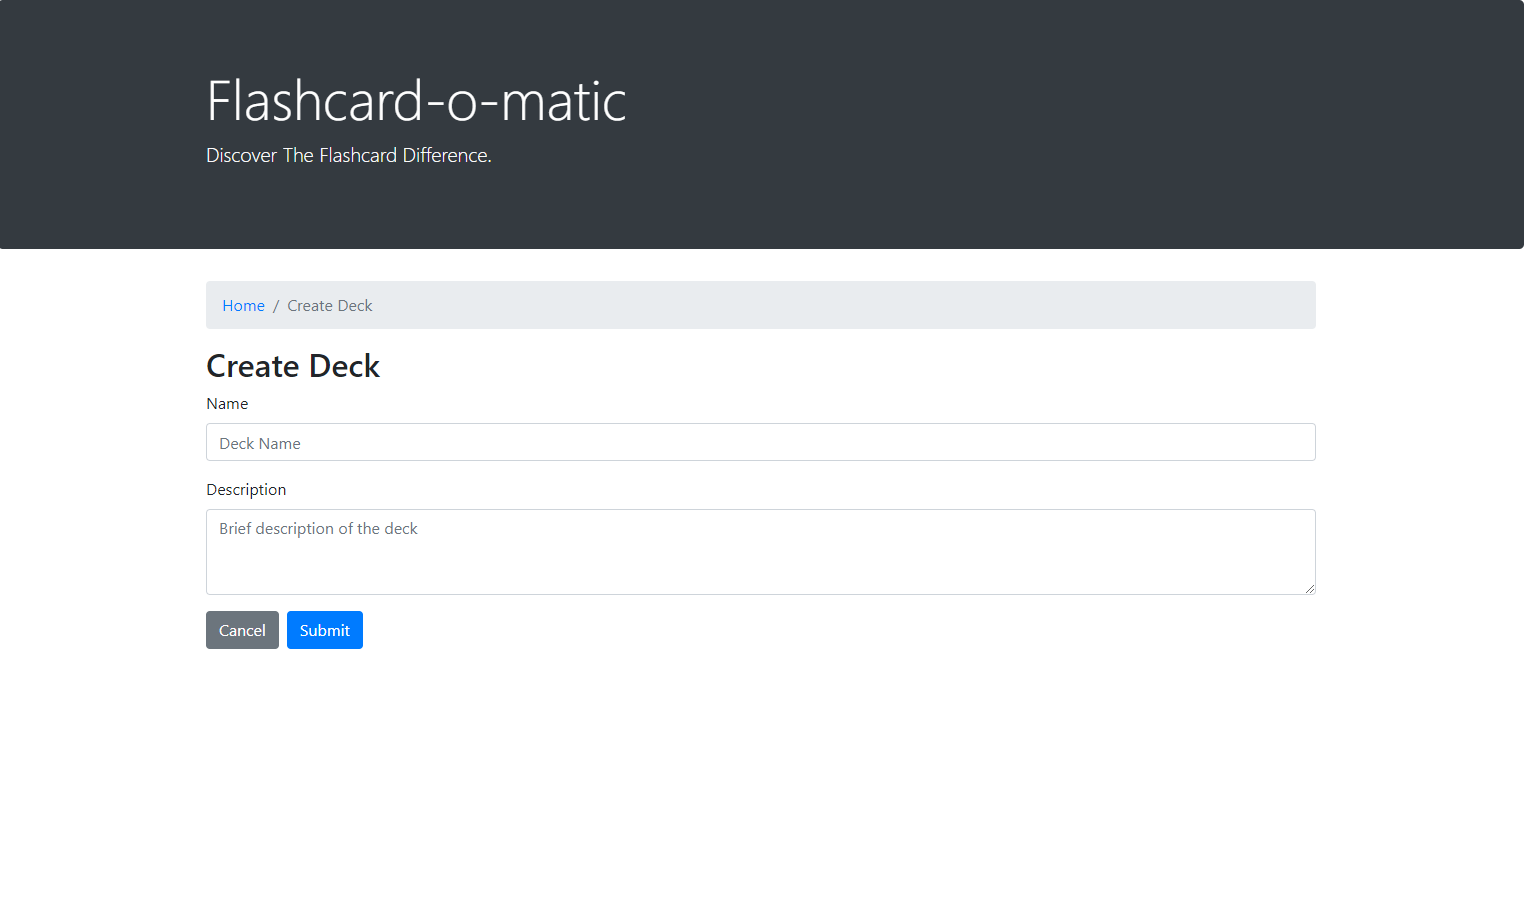 Flashcard-o-matic
Discover The Flashcard Difference.
Home / Create Deck
Create Deck
Name
Deck Name
Description
Brief description of the deck
Cancel Submit